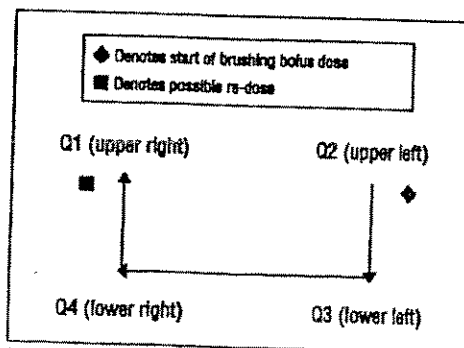 ◆ Denotes start of brushing bolus dose
■ Denotes possible re-dose
Q1 (upper right) Q2 (upper left)
Q4 (lower right) Q3 (lower left)